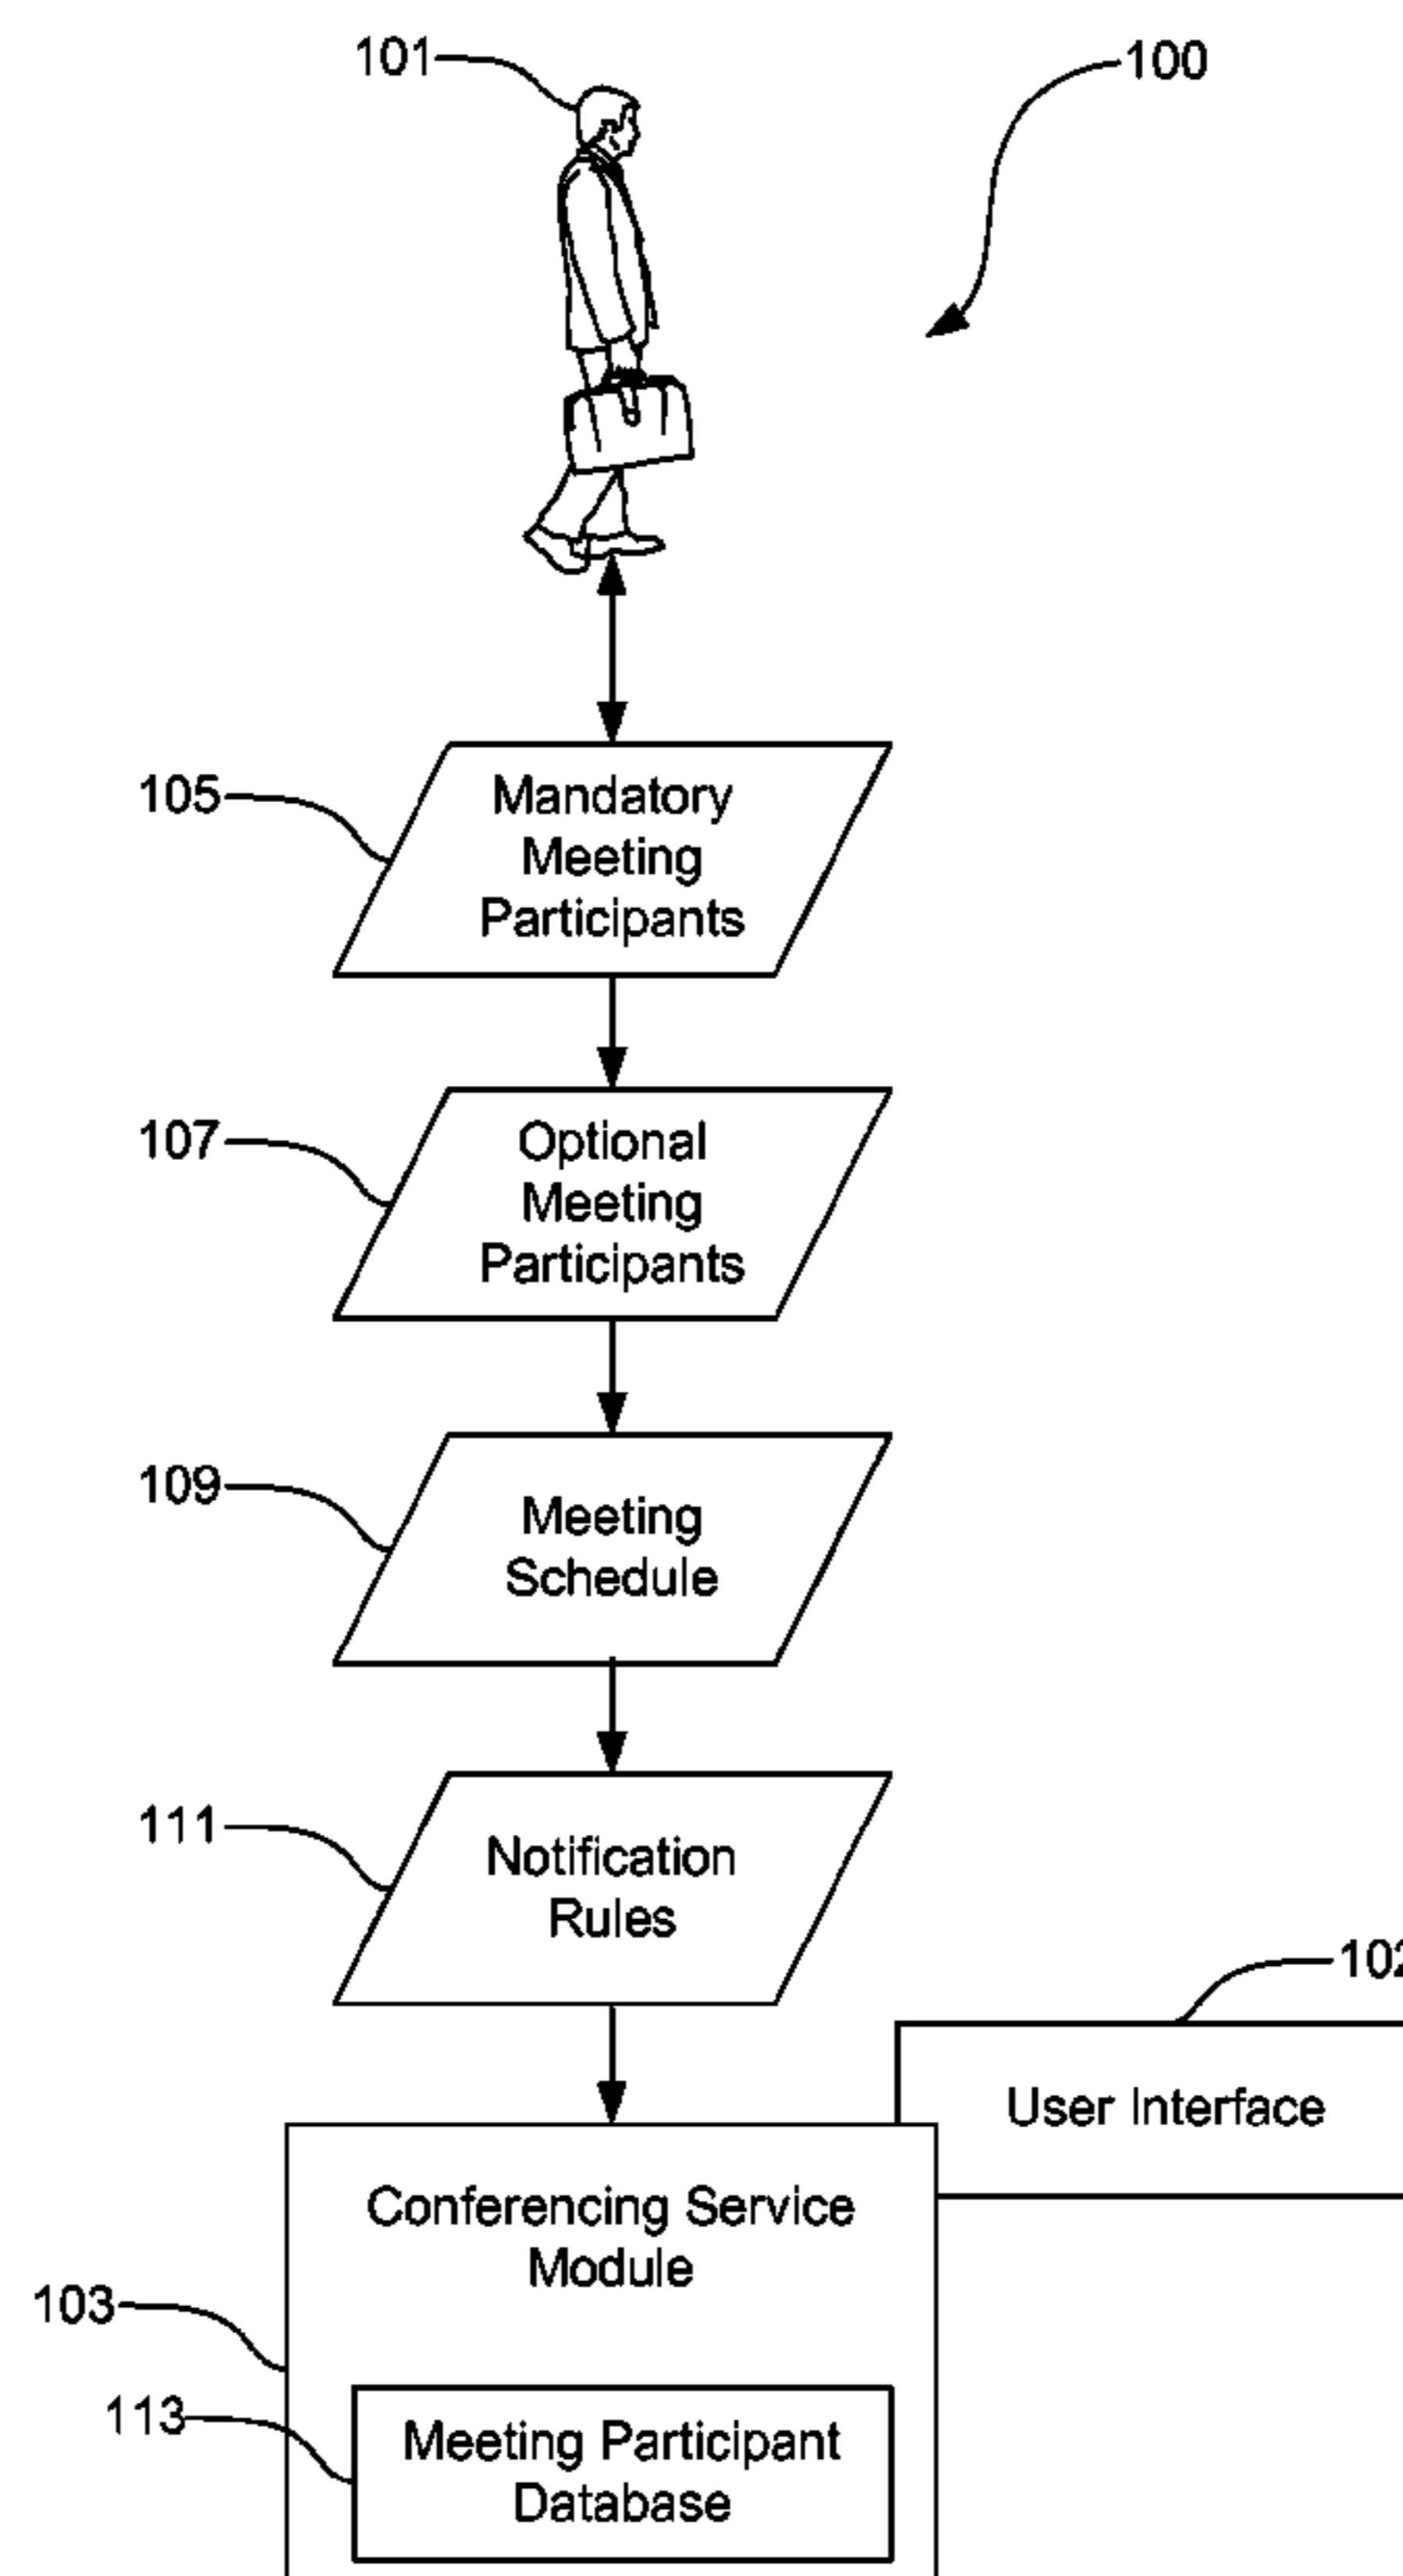 101
100
105
Mandatory
Meeting
Participants
107
Optional
Meeting
Participants
109
Meeting
Schedule
111
Notification
Rules
102
User Interface
Conferencing Service
Module
103
113
Meeting Participant
Database